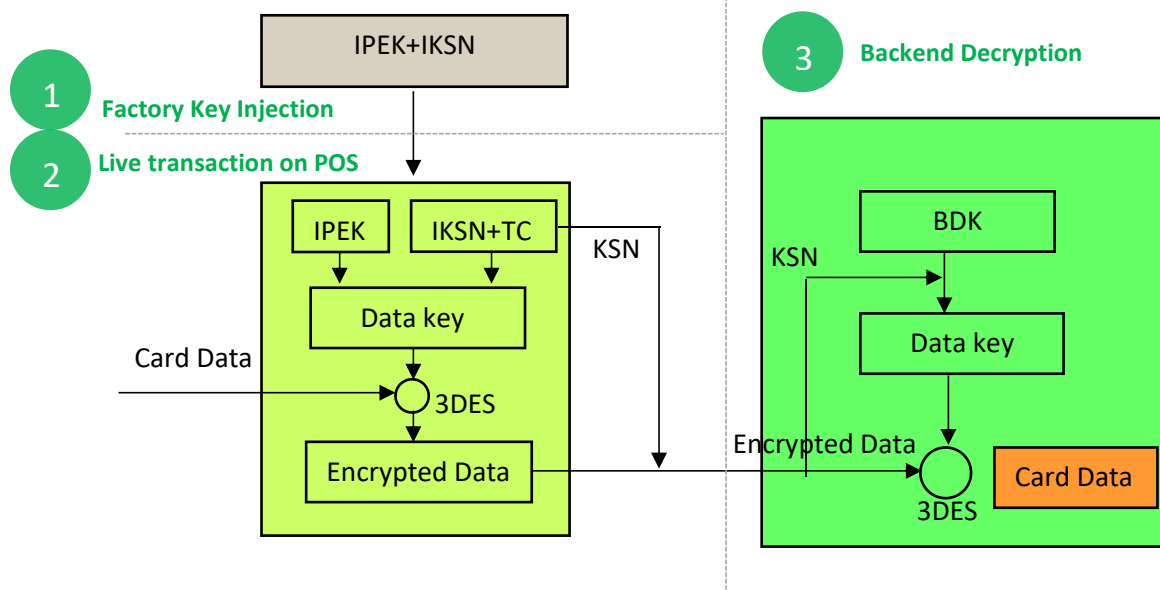 IPEK+IKSN
1
Factory Key Injection
2
Live transaction on POS
IPEK
IKSN+TC
KSN
Data key
Card Data
3DES
Encrypted Data
3
Backend Decryption
BDK
KSN
Data key
Encrypted Data
3DES
Card Data